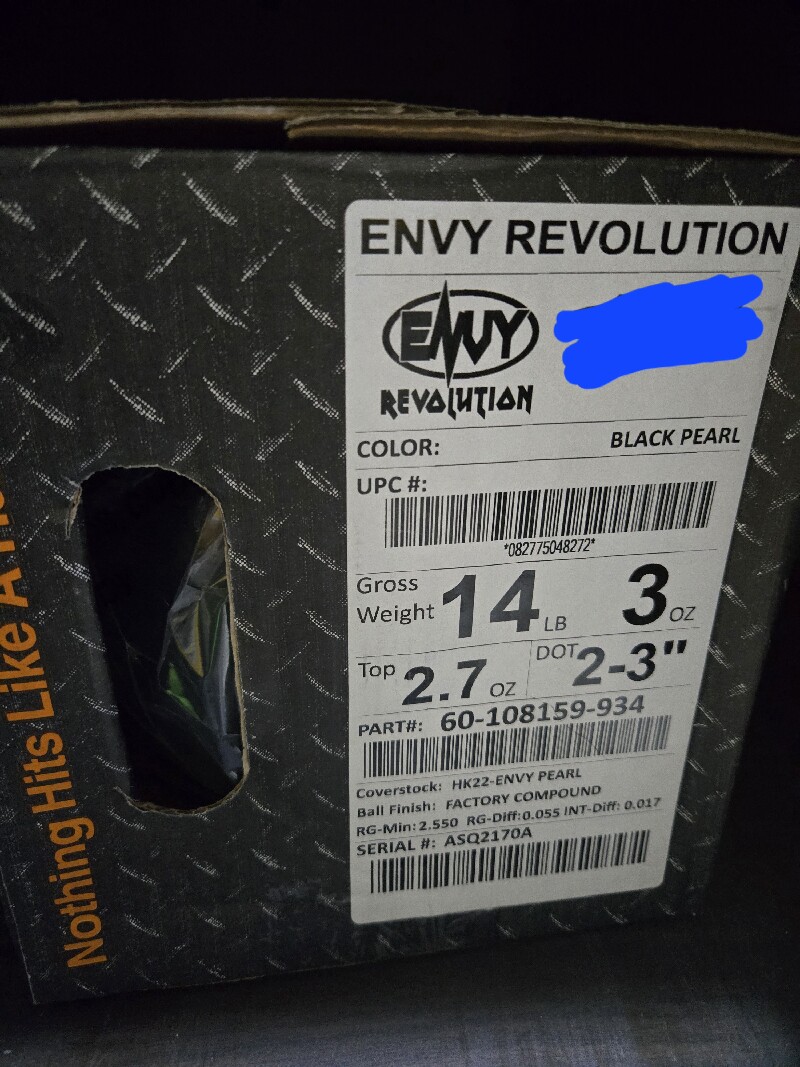 ENVY REVOLUTION
ENVY
REVOLUTION
COLOR: BLACK PEARL
UPC #:
*082775048272*
Gross Weight 14 LB 3 OZ
Top 2.7 OZ DOT 2-3"
PART#: 60-108159-934
Coverstock: HK22-ENVY PEARL
Ball Finish: FACTORY COMPOUND
RG-Min: 2.550 RG-Diff: 0.055 INT-Diff: 0.017
SERIAL #: ASQ2170A
Nothing Hits Like A